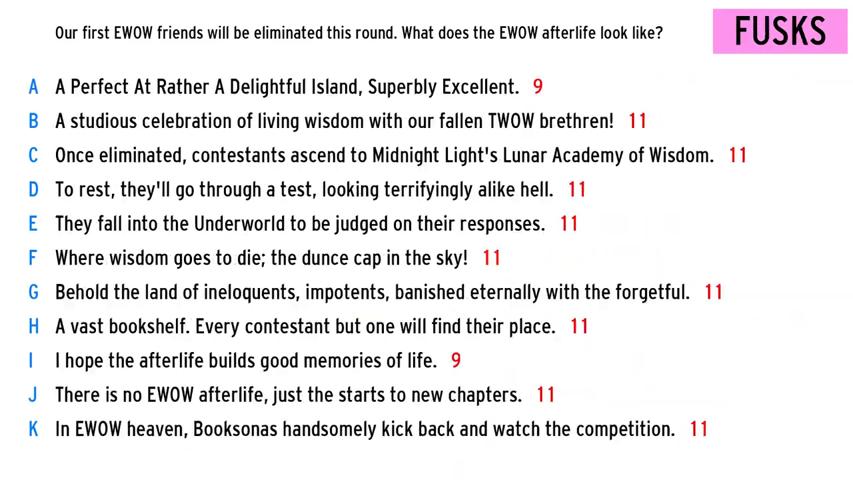 Our first EWOW friends will be eliminated this round. What does the EWOW afterlife look like?
FUSKS
A A Perfect At Rather A Delightful Island, Superbly Excellent. 9
B A studious celebration of living wisdom with our fallen TWOW brethren! 11
C Once eliminated, contestants ascend to Midnight Light's Lunar Academy of Wisdom. 11
D To rest, they'll go through a test, looking terrifyingly alike hell. 11
E They fall into the Underworld to be judged on their responses. 11
F Where wisdom goes to die; the dunce cap in the sky! 11
G Behold the land of ineloquents, impotents, banished eternally with the forgetful. 11
H A vast bookshelf. Every contestant but one will find their place. 11
I I hope the afterlife builds good memories of life. 9
J There is no EWOW afterlife, just the starts to new chapters. 11
K In EWOW heaven, Booksonas handsomely kick back and watch the competition. 11